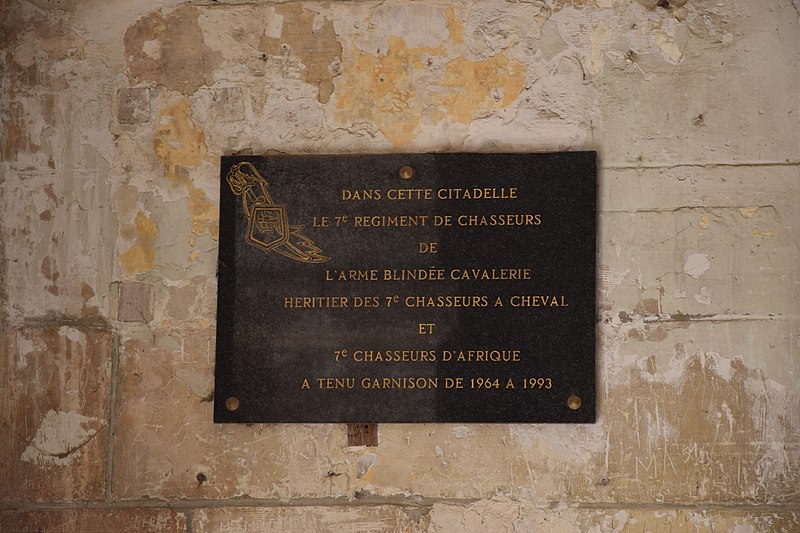 DANS CETTE CITADELLE
LE 7e REGIMENT DE CHASSEURS
DE
L'ARME BLINDÉE CAVALERIE
HERITIER DES 7e CHASSEURS A CHEVAL
ET
7e CHASSEURS D'AFRIQUE
A TENU GARNISON DE 1964 A 1993